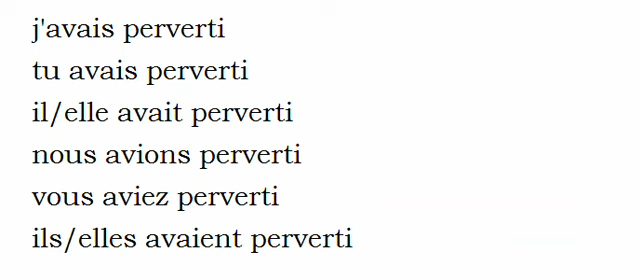 j'avais perverti
tu avais perverti
il/elle avait perverti
nous avions perverti
vous aviez perverti
ils/elles avaient perverti